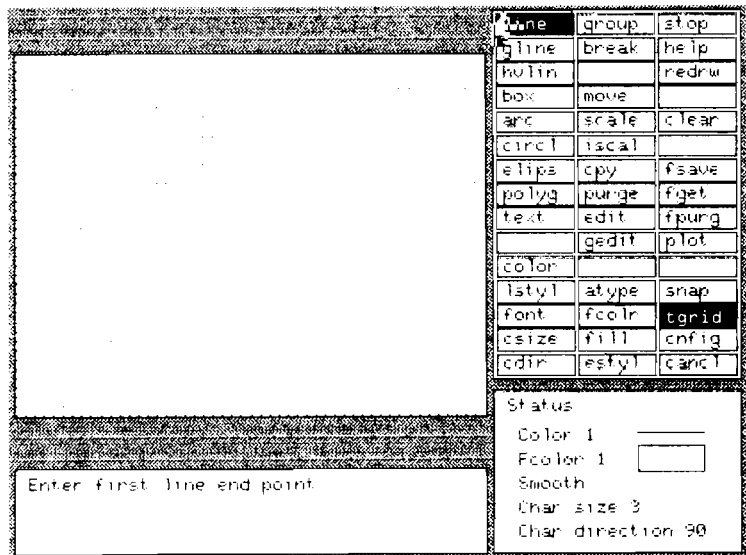 line group stop
gline break help
hvlin redrw
box move
arc scale clear
circl iscal
elips cpy fsave
polyg purge fget
text edit fpurg
gedit plot
color
lstyl atype snap
font fcolr tgrid
csize fill cnfig
cdir estyl cancl
Status
Color 1
Fcolor 1
Smooth
Char size 3
Char direction 90
Enter first line end point